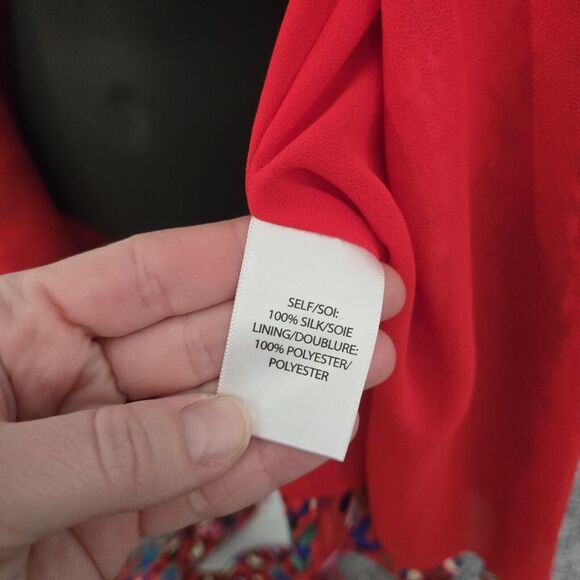 SELF/SOI:
100% SILK/SOIE
LINING/DOUBLURE:
100% POLYESTER/
POLYESTER